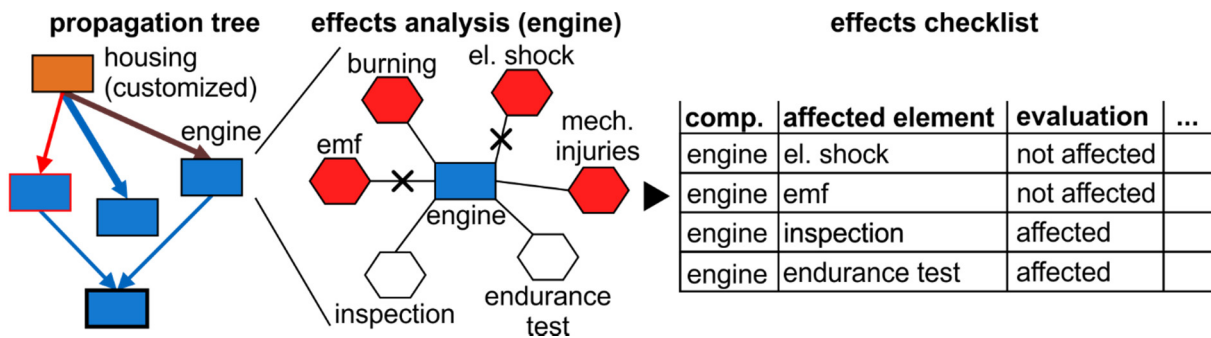 propagation tree
housing
(customized)
engine
effects analysis (engine)
burning
el. shock
emf
mech.
injuries
engine
inspection
endurance
test
effects checklist
comp. affected element evaluation ...
engine el. shock not affected
engine emf not affected
engine inspection affected
engine endurance test affected